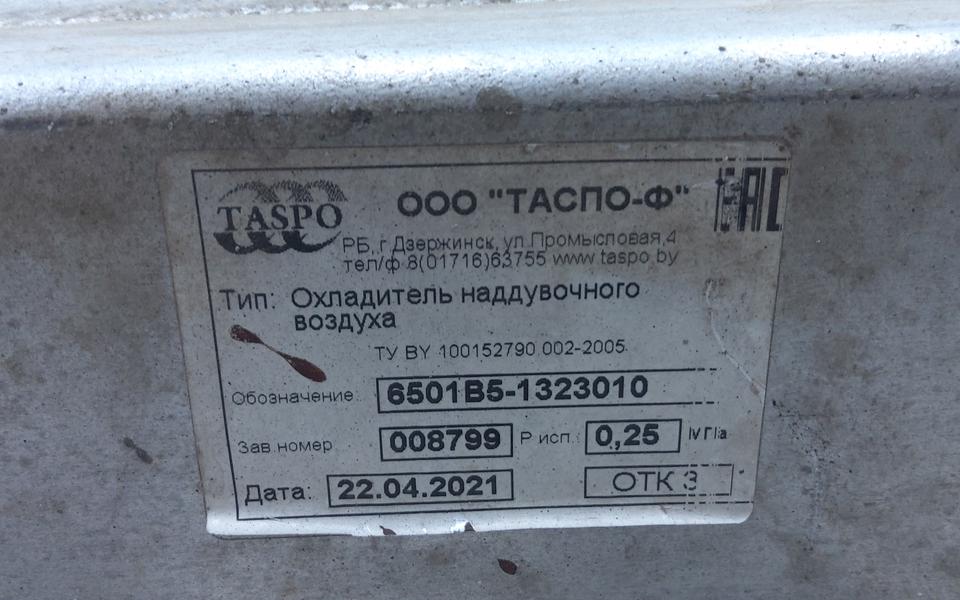 TASPO
ООО "ТАСПО-Ф"
EAC
РБ, г.Дзержинск, ул.Промысловая,4
тел/ф 8(01716)63755 www.taspo.by
Тип: Охладитель наддувочного
воздуха
ТУ BY 100152790.002-2005
Обозначение: 6501В5-1323010
Зав.номер: 008799 Р исп.: 0,25 МПа
Дата: 22.04.2021 ОТК 3